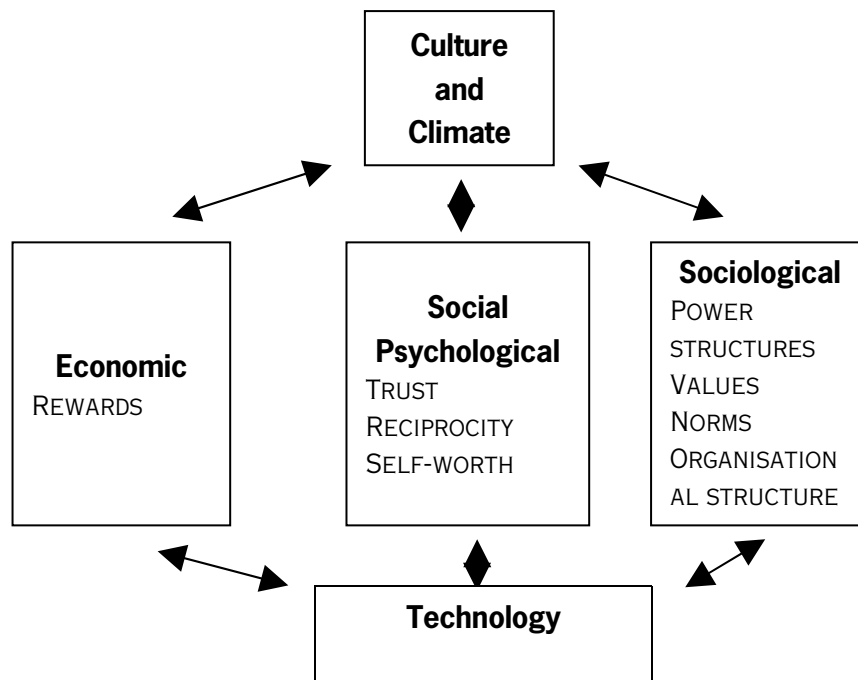 Culture
and
Climate
Economic
REWARDS
Social
Psychological
TRUST
RECIPROCITY
SELF-WORTH
Sociological
POWER
STRUCTURES
VALUES
NORMS
ORGANISATION
AL STRUCTURE
Technology